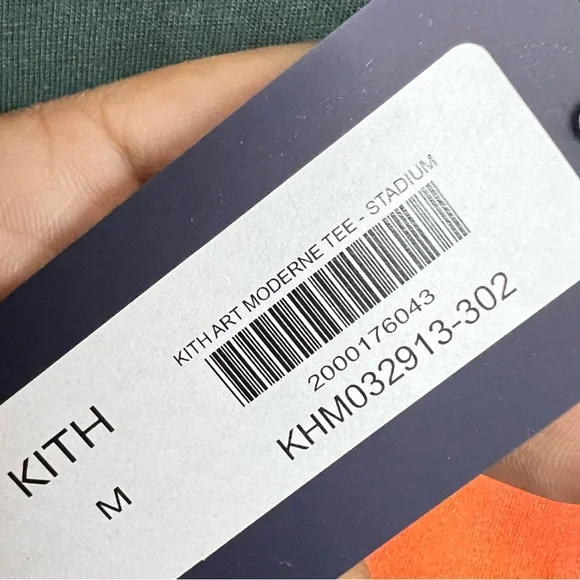 KITH ART MODERNE TEE - STADIUM
2000176043
KHM032913-302
KITH
M